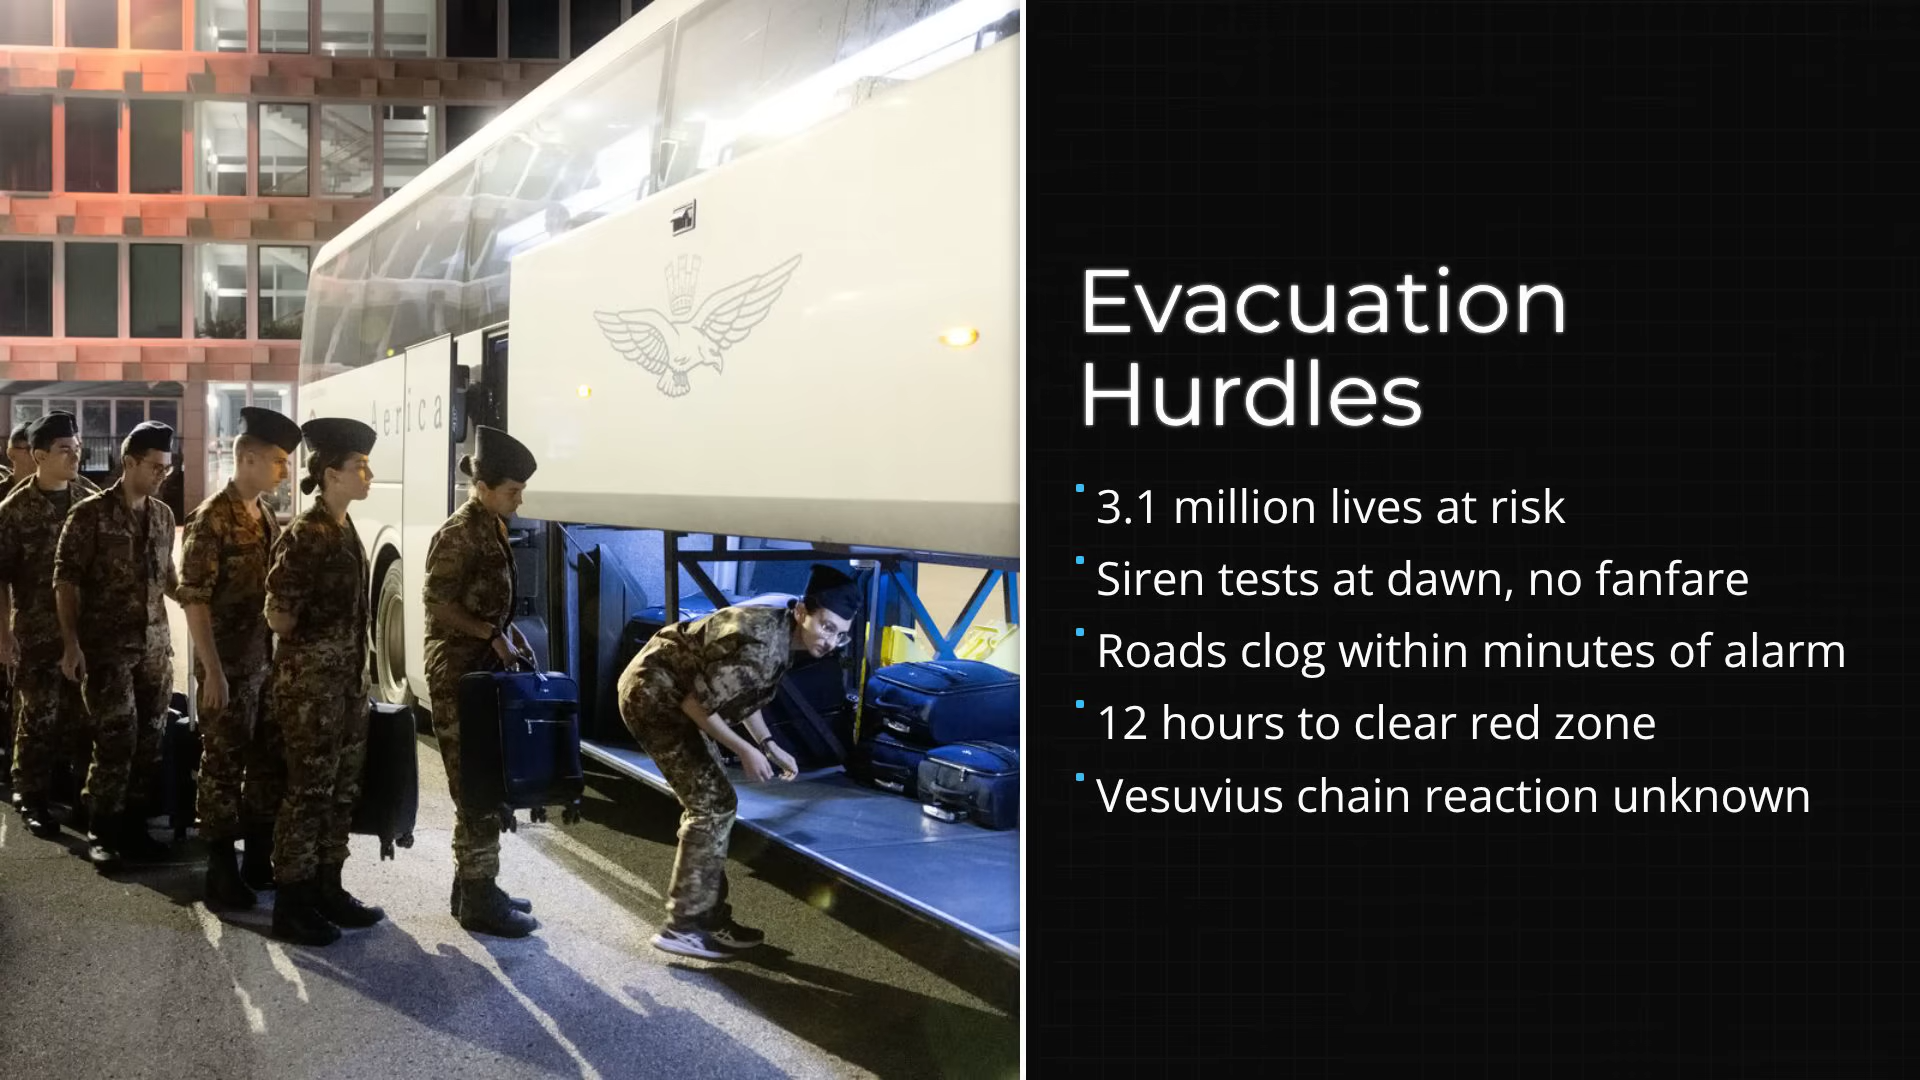 Aerica
Evacuation
Hurdles
3.1 million lives at risk
Siren tests at dawn, no fanfare
Roads clog within minutes of alarm
12 hours to clear red zone
Vesuvius chain reaction unknown